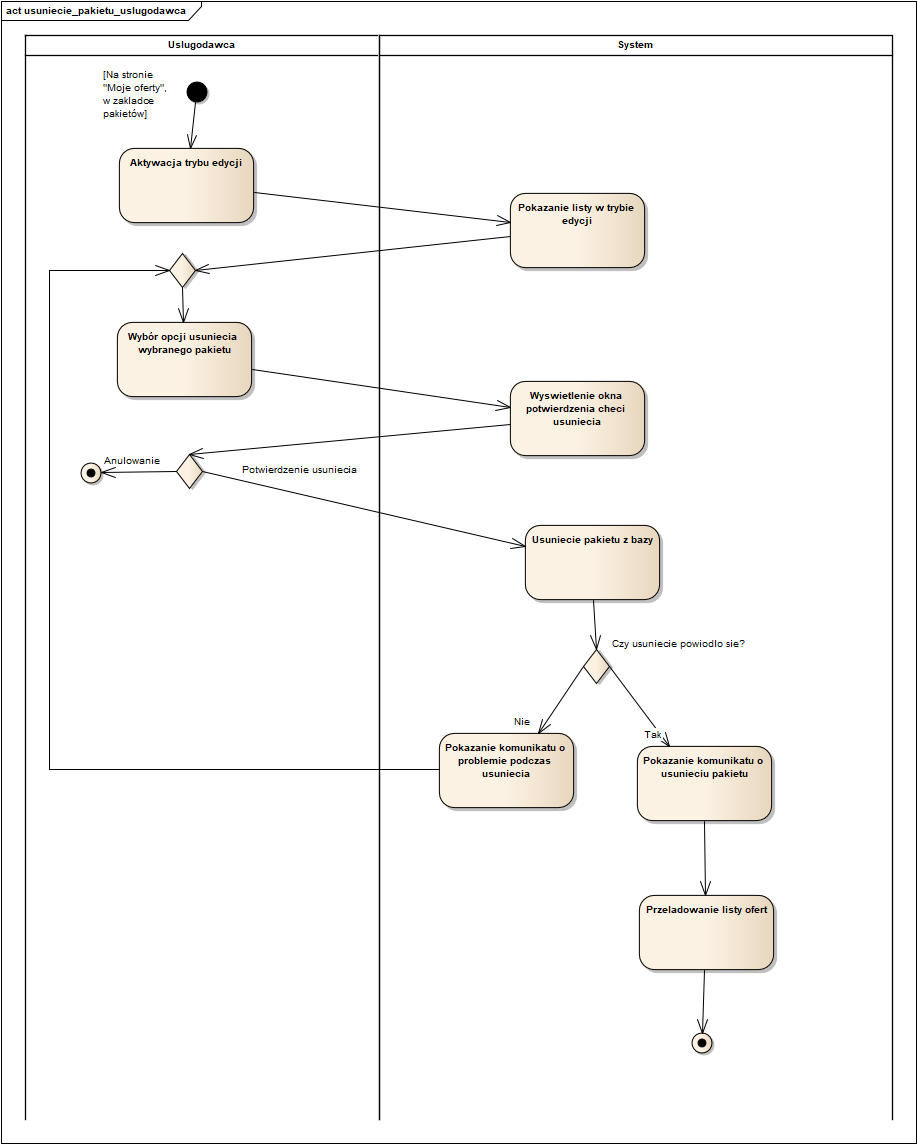 act usuniecie_pakietu_uslugodawca
Uslugodawca
System
[Na stronie
"Moje oferty",
w zakladce
pakietów]
Aktywacja trybu edycji
Pokazanie listy w trybie
edycji
Wybór opcji usuniecia
wybranego pakietu
Wyswietlenie okna
potwierdzenia checi
usuniecia
Anulowanie
Potwierdzenie usuniecia
Usuniecie pakietu z bazy
Czy usuniecie powiodlo sie?
Nie
Tak
Pokazanie komunikatu o
problemie podczas
usuniecia
Pokazanie komunikatu o
usunieciu pakietu
Przeladowanie listy ofert